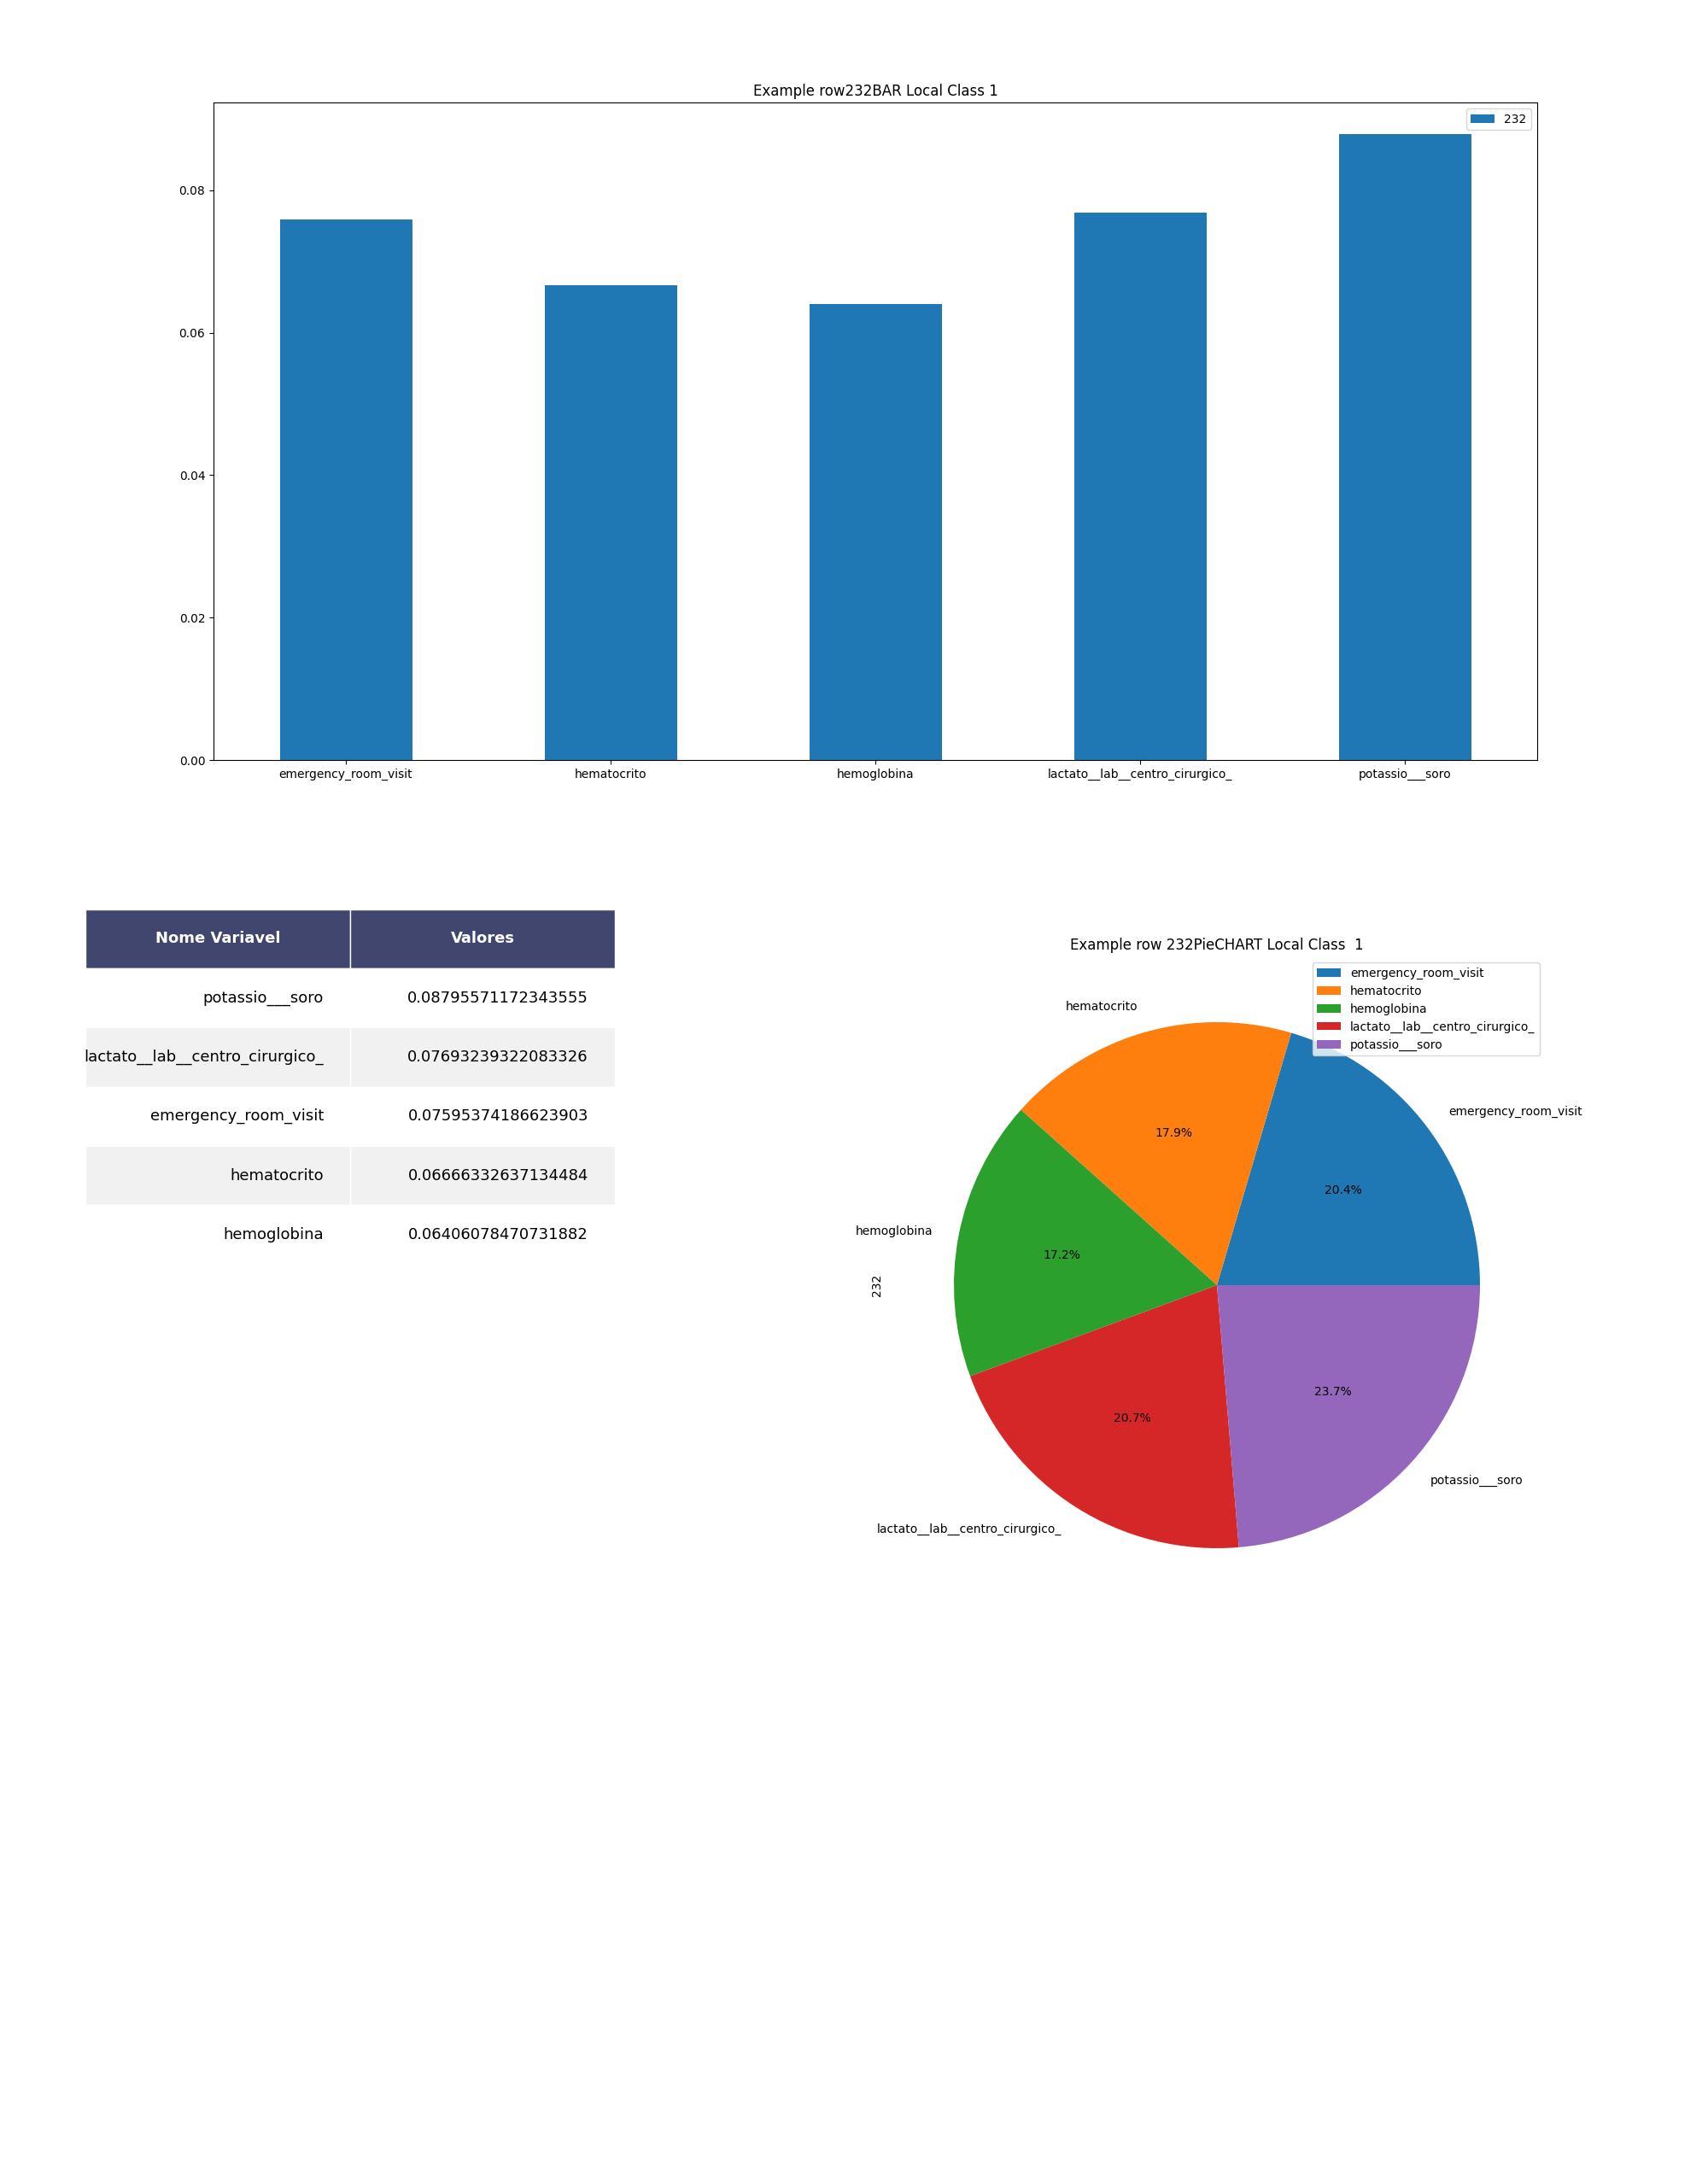 Example row232BAR Local Class 1
232
0.08
0.06
0.04
0.02
0.00
emergency_room_visit
hematocrito
hemoglobina
lactato__lab__centro_cirurgico_
potassio___soro
Nome Variavel Valores
potassio___soro 0.08795571172343555
lactato__lab__centro_cirurgico_ 0.07693239322083326
emergency_room_visit 0.07595374186623903
hematocrito 0.06666332637134484
hemoglobina 0.06406078470731882
Example row 232PieCHART Local Class  1
emergency_room_visit
hematocrito
hemoglobina
lactato__lab__centro_cirurgico_
potassio___soro
hematocrito
emergency_room_visit
17.9%
20.4%
hemoglobina
17.2%
232
23.7%
20.7%
potassio___soro
lactato__lab__centro_cirurgico_